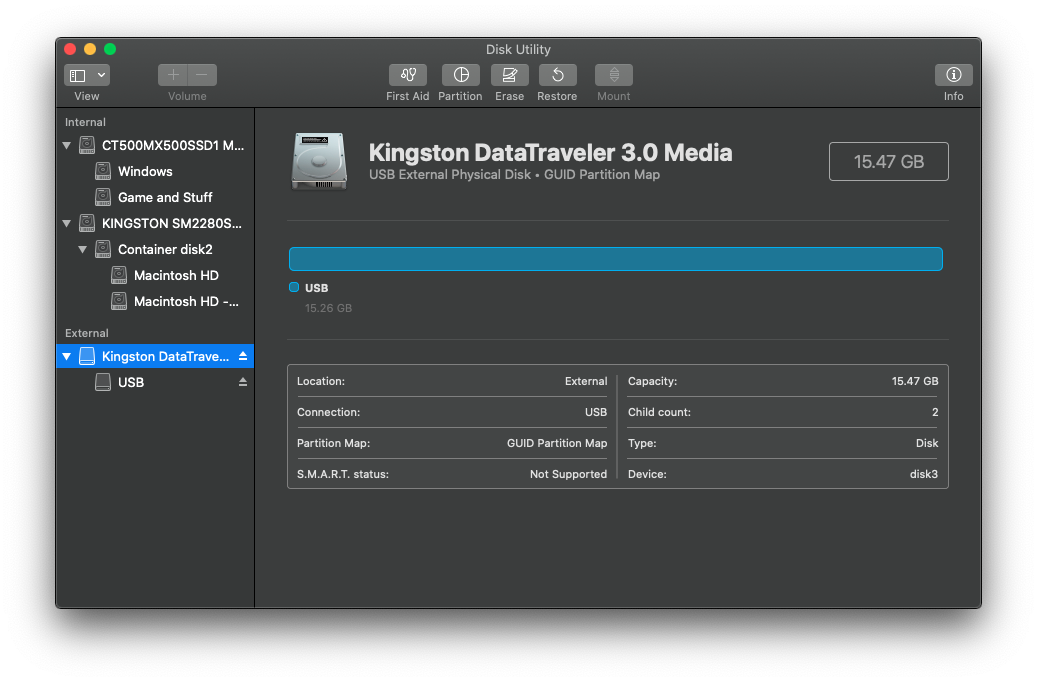 Disk Utility
View
Volume
First Aid
Partition
Erase
Restore
Mount
Info
Internal
CT500MX500SSD1 M...
Windows
Game and Stuff
KINGSTON SM2280S...
Container disk2
Macintosh HD
Macintosh HD -...
External
Kingston DataTrave...
USB
Kingston DataTraveler 3.0 Media
USB External Physical Disk • GUID Partition Map
15.47 GB
USB
15.26 GB
Location: External
Capacity: 15.47 GB
Connection: USB
Child count: 2
Partition Map: GUID Partition Map
Type: Disk
S.M.A.R.T. status: Not Supported
Device: disk3